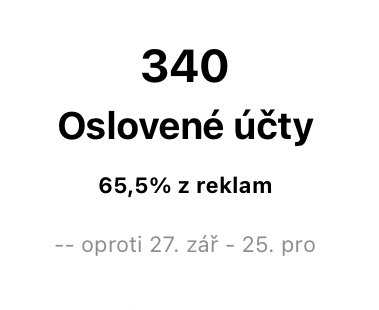 340
Oslovené účty
65,5% z reklam
-- oproti 27. zář - 25. pro